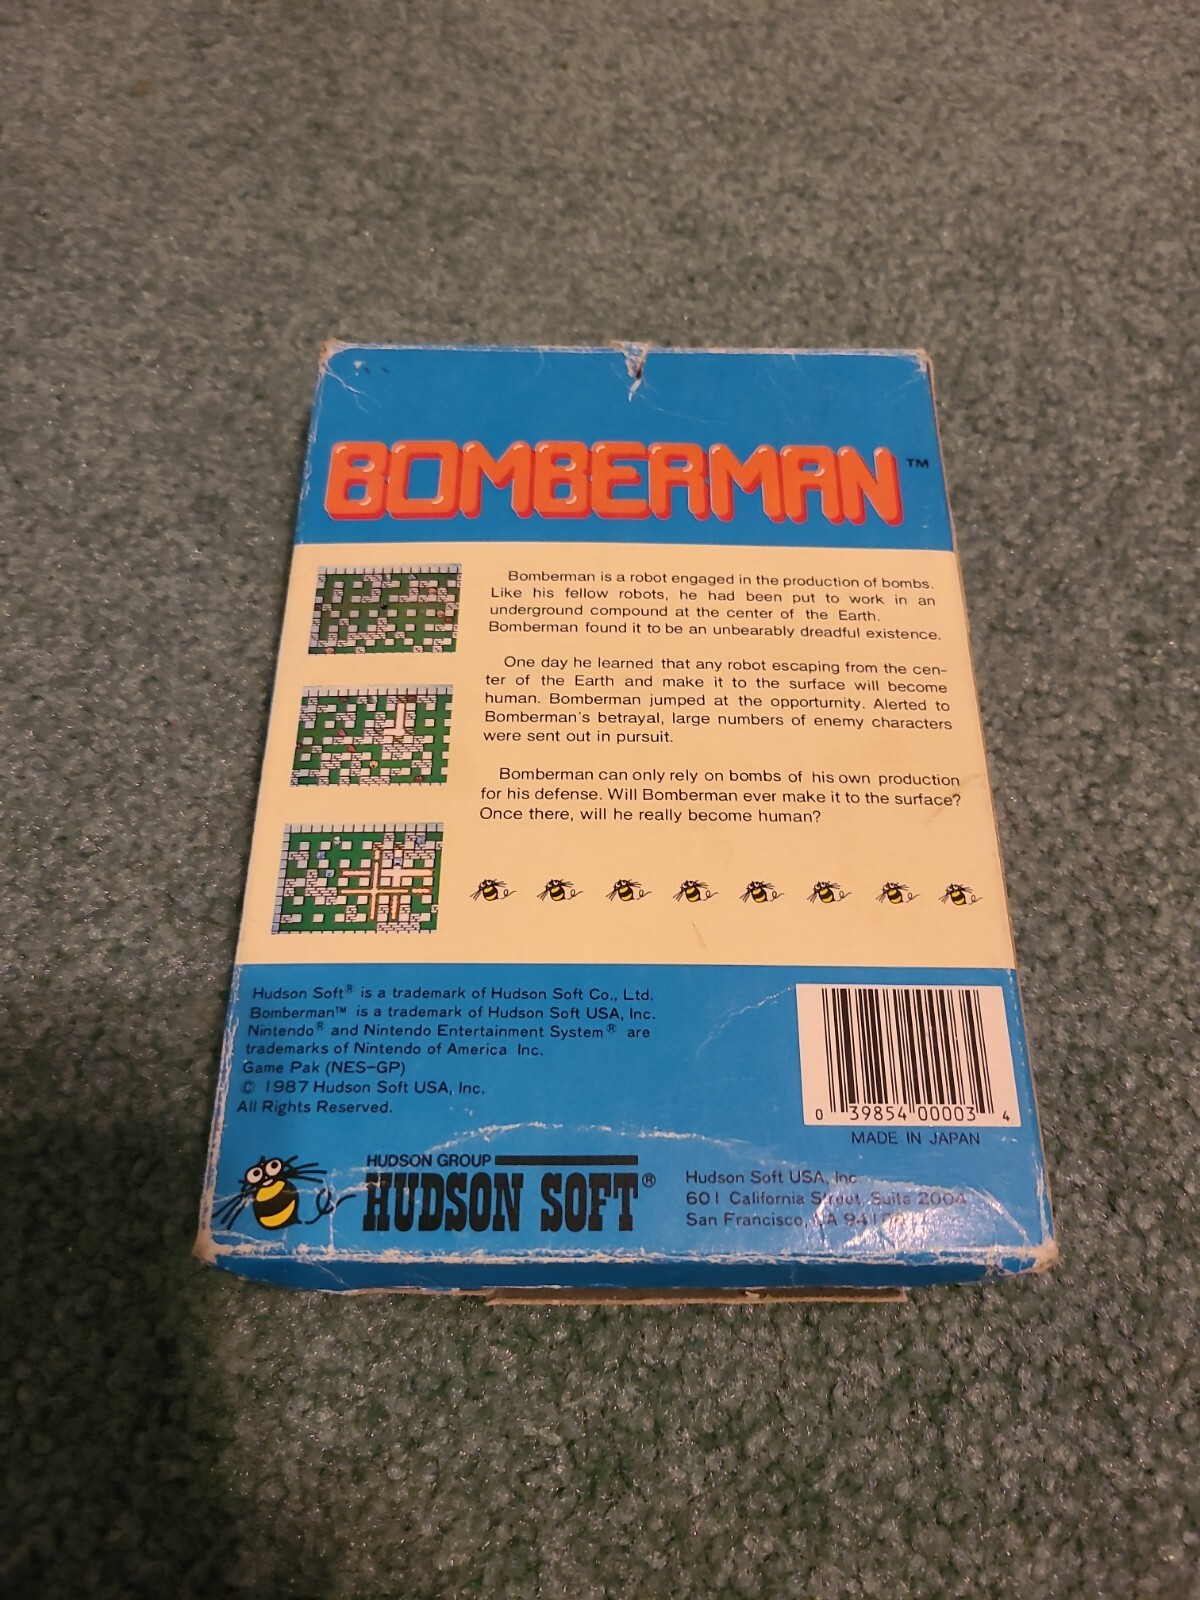 BOMBERMAN™
Bomberman is a robot engaged in the production of bombs.
Like his fellow robots, he had been put to work in an
underground compound at the center of the Earth.
Bomberman found it to be an unbearably dreadful existence.
One day he learned that any robot escaping from the cen-
ter of the Earth and make it to the surface will become
human. Bomberman jumped at the opportunity. Alerted to
Bomberman's betrayal, large numbers of enemy characters
were sent out in pursuit.
Bomberman can only rely on bombs of his own production
for his defense. Will Bomberman ever make it to the surface?
Once there, will he really become human?
Hudson Soft® is a trademark of Hudson Soft Co., Ltd.
Bomberman™ is a trademark of Hudson Soft USA, Inc.
Nintendo® and Nintendo Entertainment System® are
trademarks of Nintendo of America Inc.
Game Pak (NES-GP)
© 1987 Hudson Soft USA, Inc.
All Rights Reserved.
0 39854 00003 4
MADE IN JAPAN
HUDSON GROUP
HUDSON SOFT®
Hudson Soft USA, Inc
601 California Street, Suite 2004
San Francisco, CA